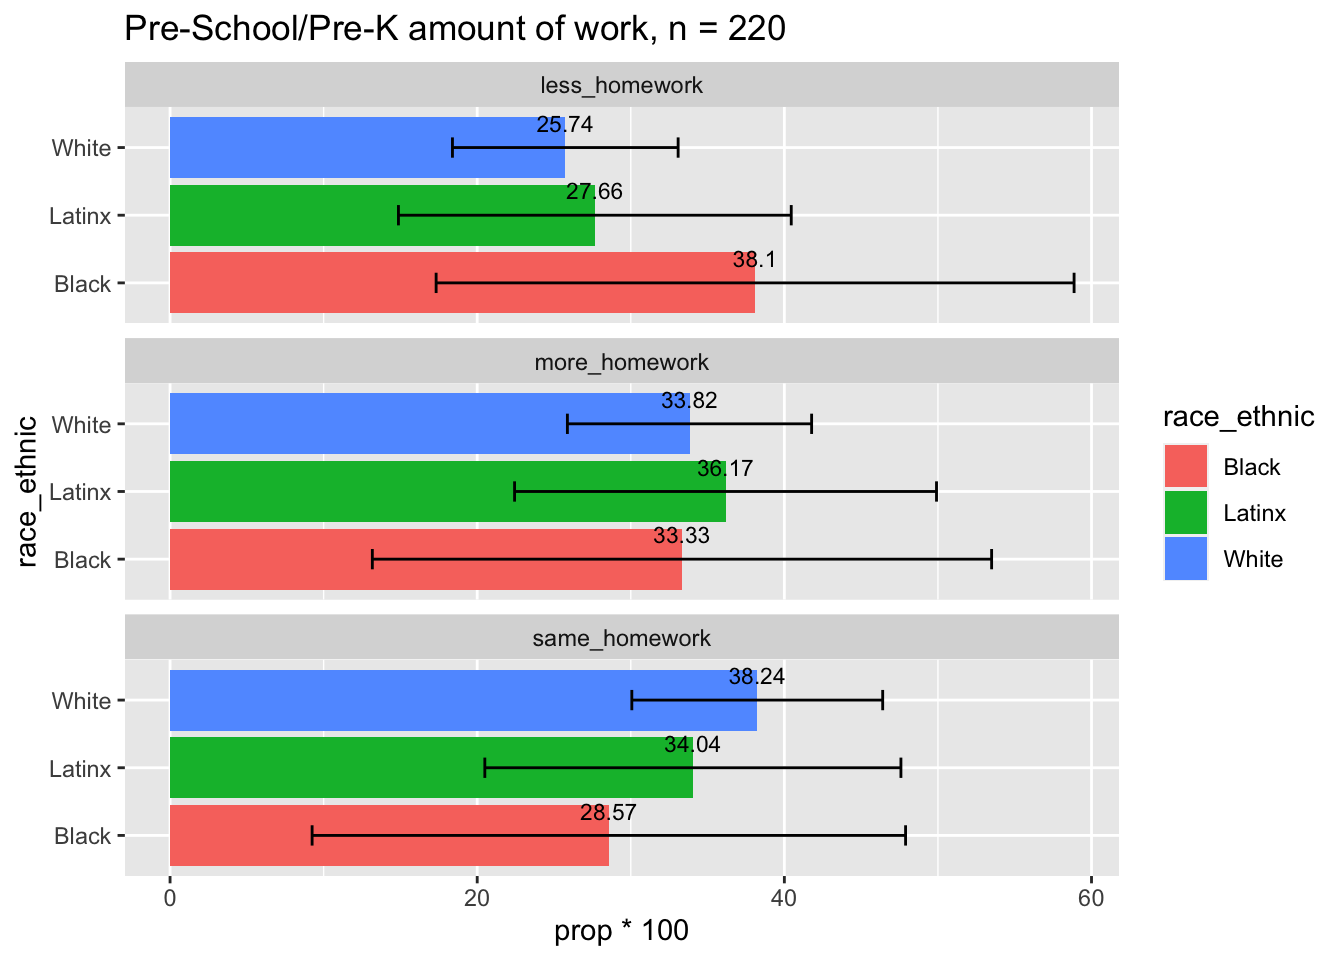 Pre-School/Pre-K amount of work, n = 220
less_homework
White
25.74
Latinx
27.66
Black
38.1
more_homework
White
33.82
Latinx
36.17
Black
33.33
same_homework
White
38.24
Latinx
34.04
Black
28.57
0 20 40 60
prop * 100
race_ethnic
race_ethnic
Black
Latinx
White